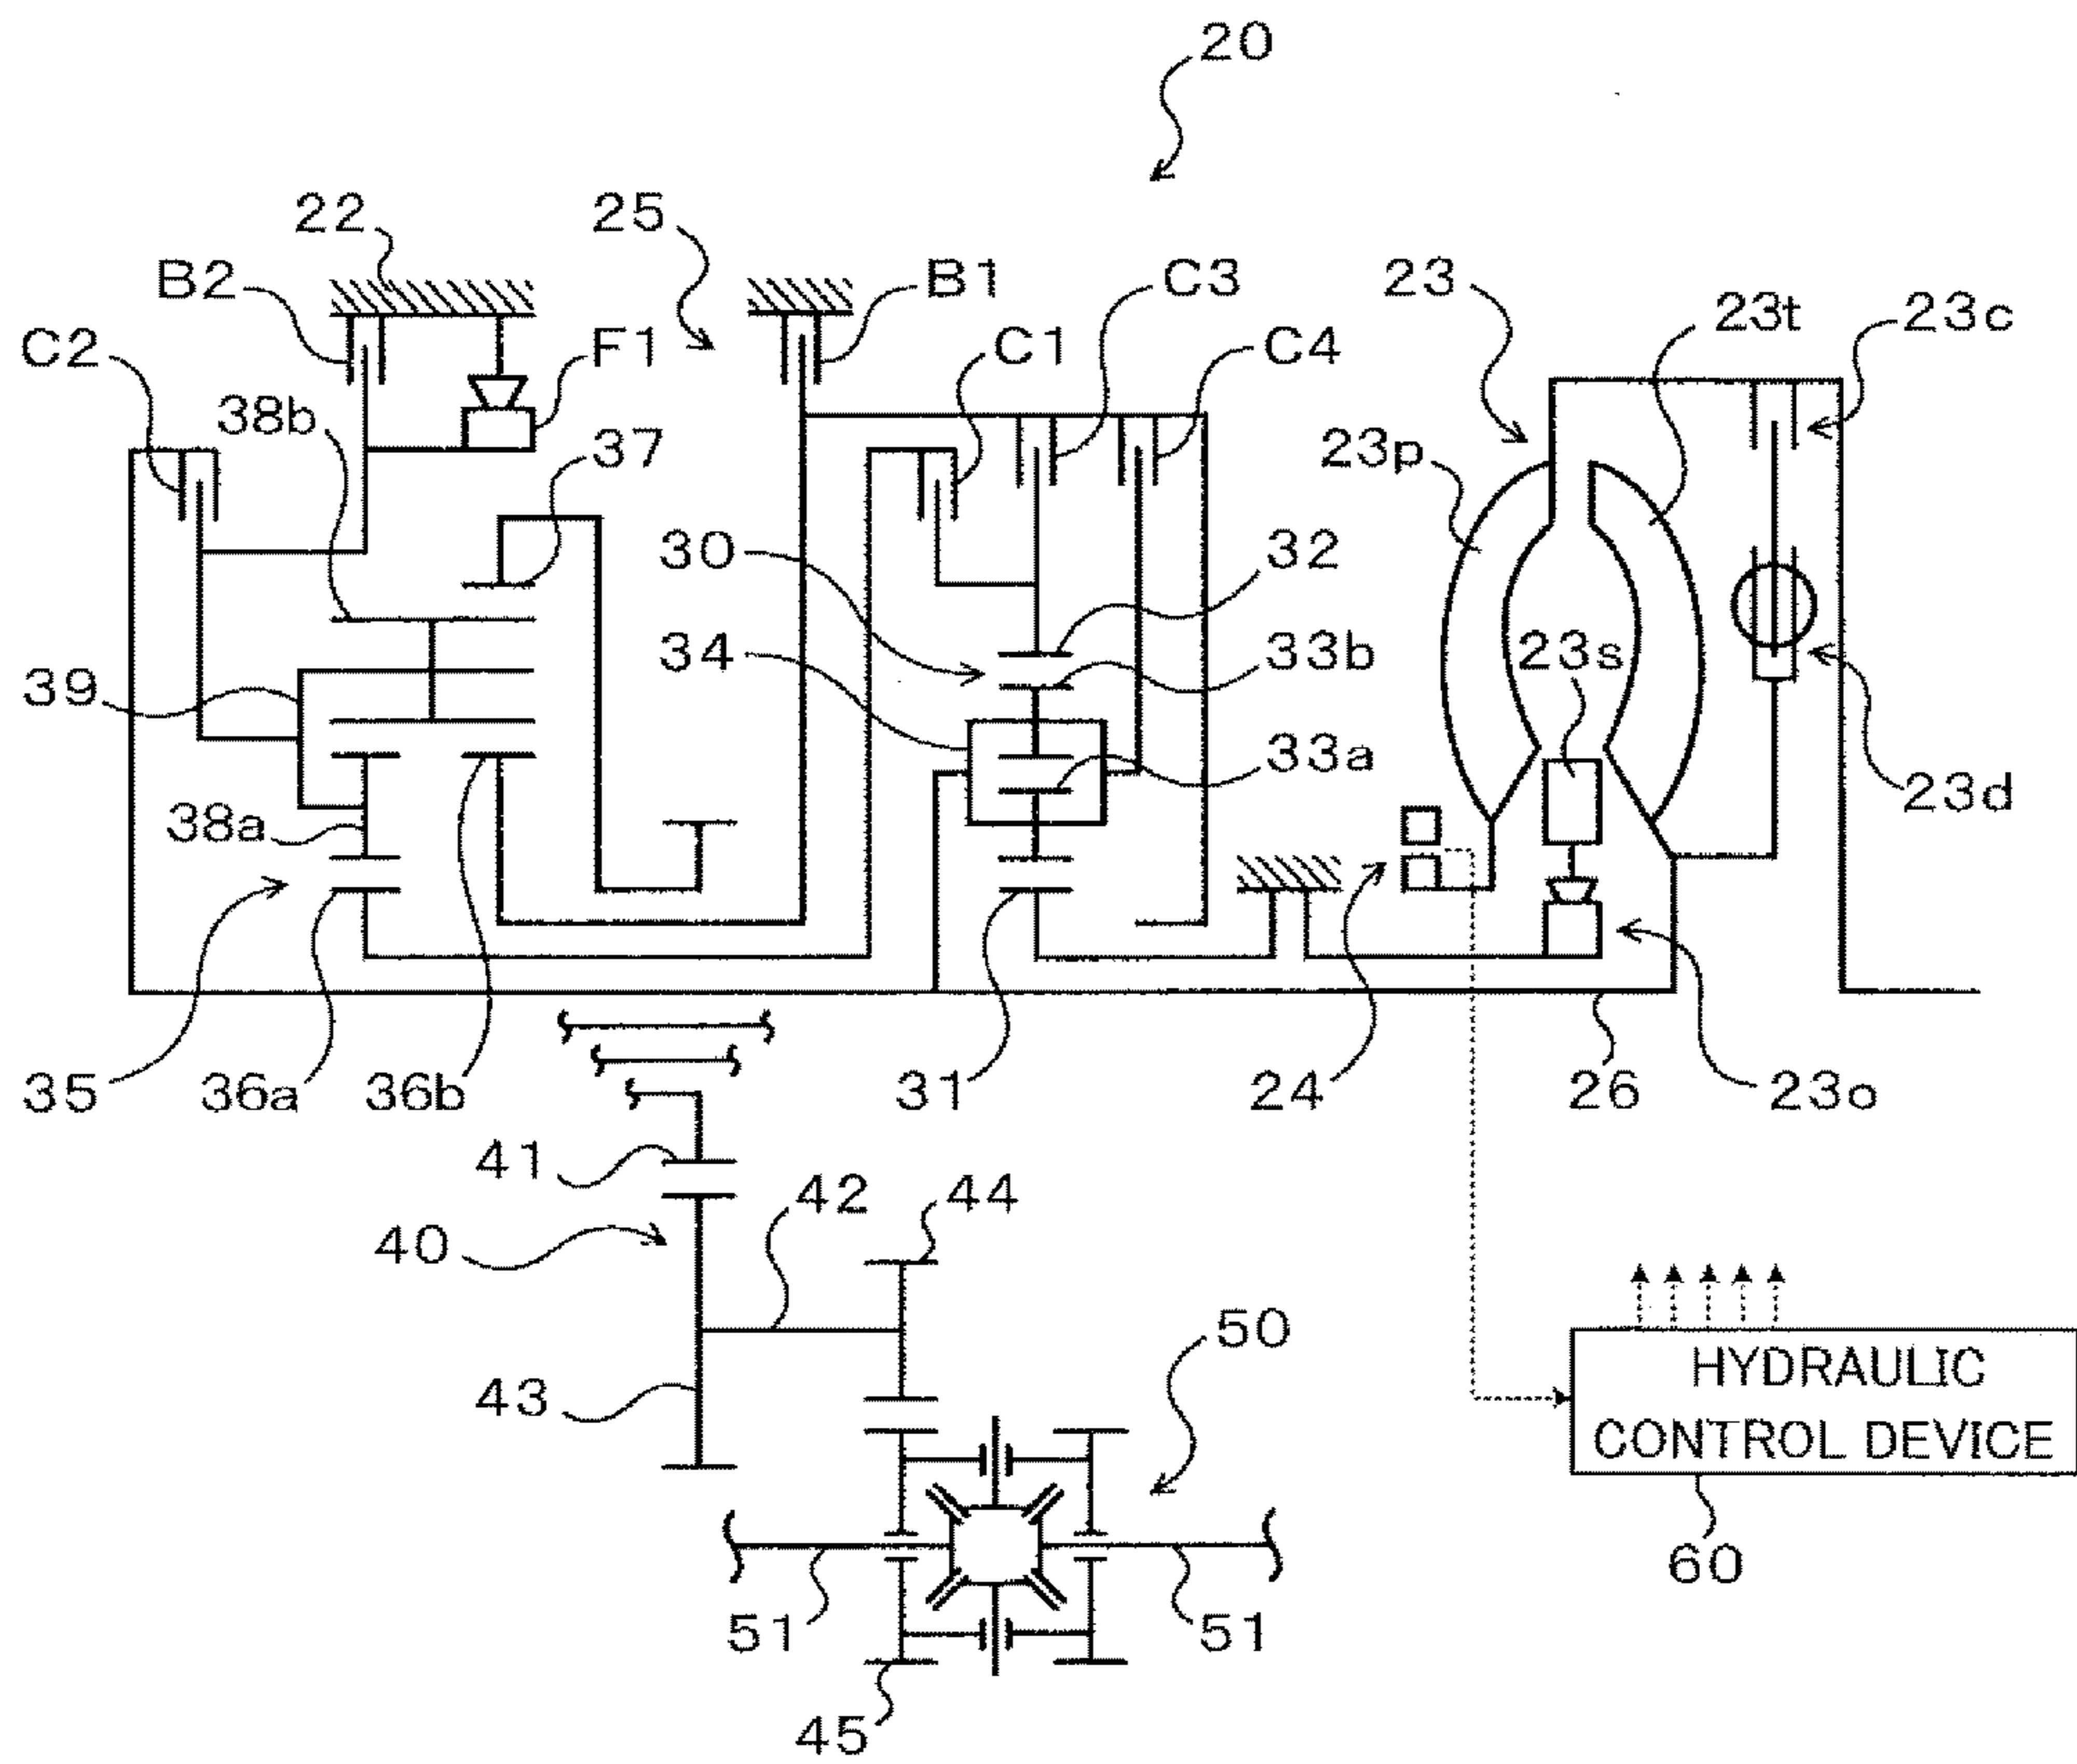 20
22
25
B2
B1
C3
23
23t
23c
C2
F1
C1
C4
38b
37
23p
30
32
34
33b
23s
39
33a
23d
38a
35
36a
36b
31
24
26
23o
41
42
44
40
50
43
HYDRAULIC
CONTROL DEVICE
60
51
51
45